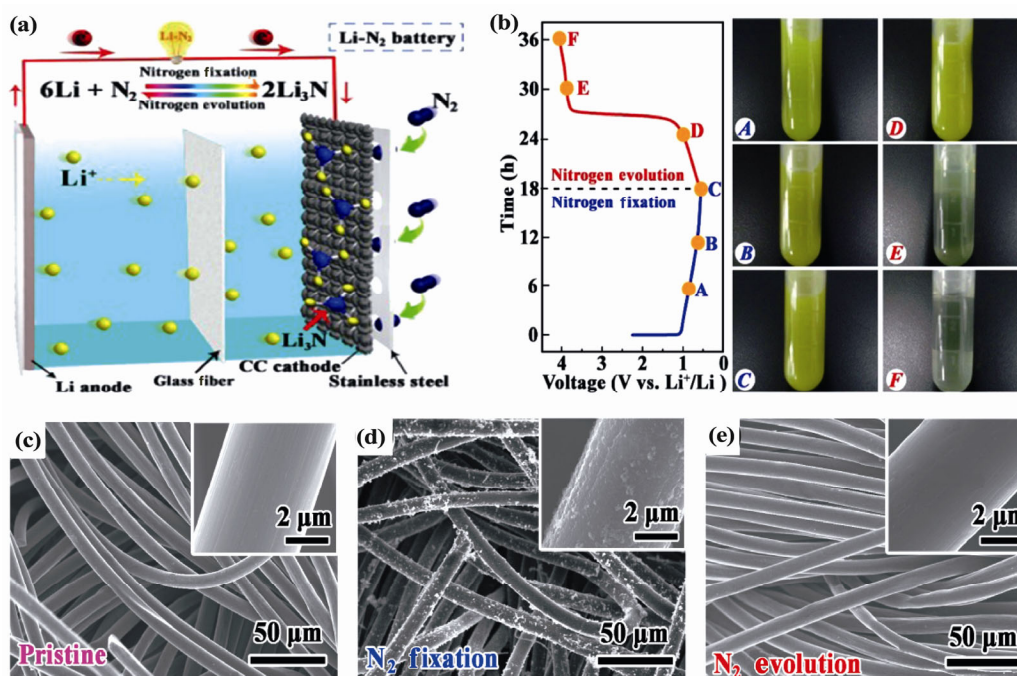 (a)
e
Li-N₂
e
Li-N₂ battery
6Li + N₂
Nitrogen fixation
Nitrogen evolution
2Li₃N
N₂
Li⁺
Li₃N
CC cathode
Li anode
Glass fiber
Stainless steel
(b)
36
30
24
18
12
6
0
Time (h)
F
E
D
Nitrogen evolution
C
Nitrogen fixation
B
A
4
3
2
1
0
Voltage (V vs. Li⁺/Li)
A
D
B
E
C
F
(c)
2 μm
50 μm
Pristine
(d)
2 μm
50 μm
N₂ fixation
(e)
2 μm
50 μm
N₂ evolution